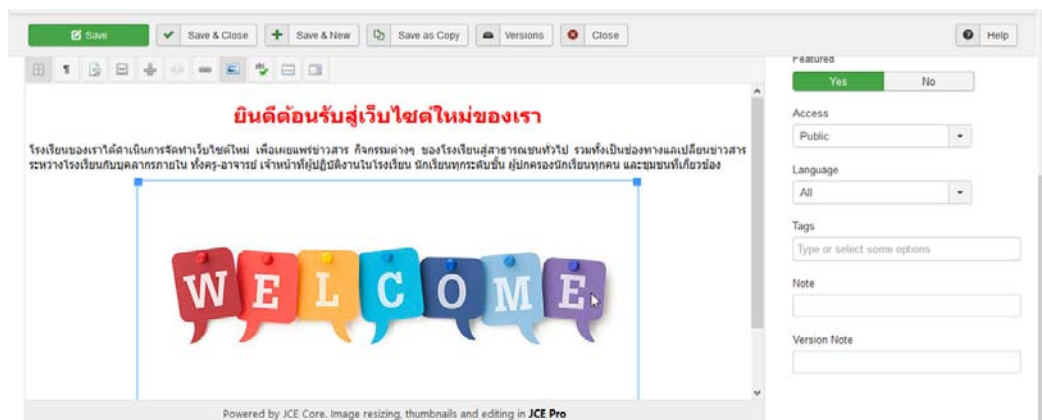 Save
Save & Close
Save & New
Save as Copy
Versions
Close
Help
ยินดีต้อนรับสู่เว็บไซต์ใหม่ของเรา
โรงเรียนของเราได้ดำเนินการจัดทำเว็บไซต์ใหม่ เพื่อเผยแพร่ข่าวสาร กิจกรรมต่างๆ ของโรงเรียนสู่สาธารณชนทั่วไป รวมทั้งเป็นช่องทางแลเปลี่ยนข่าวสาร
ระหว่างโรงเรียนกับบุคลากรภายใน ทั้งครู-อาจารย์ เจ้าหน้าที่ผู้ปฏิบัติงานในโรงเรียน นักเรียนทุกระดับชั้น ผู้ปกครองนักเรียนทุกคน และชุมชนที่เกี่ยวข้อง
WELCOME
Powered by JCE Core. Image resizing, thumbnails and editing in JCE Pro
Featured
Yes
No
Access
Public
Language
All
Tags
Type or select some options
Note
Version Note